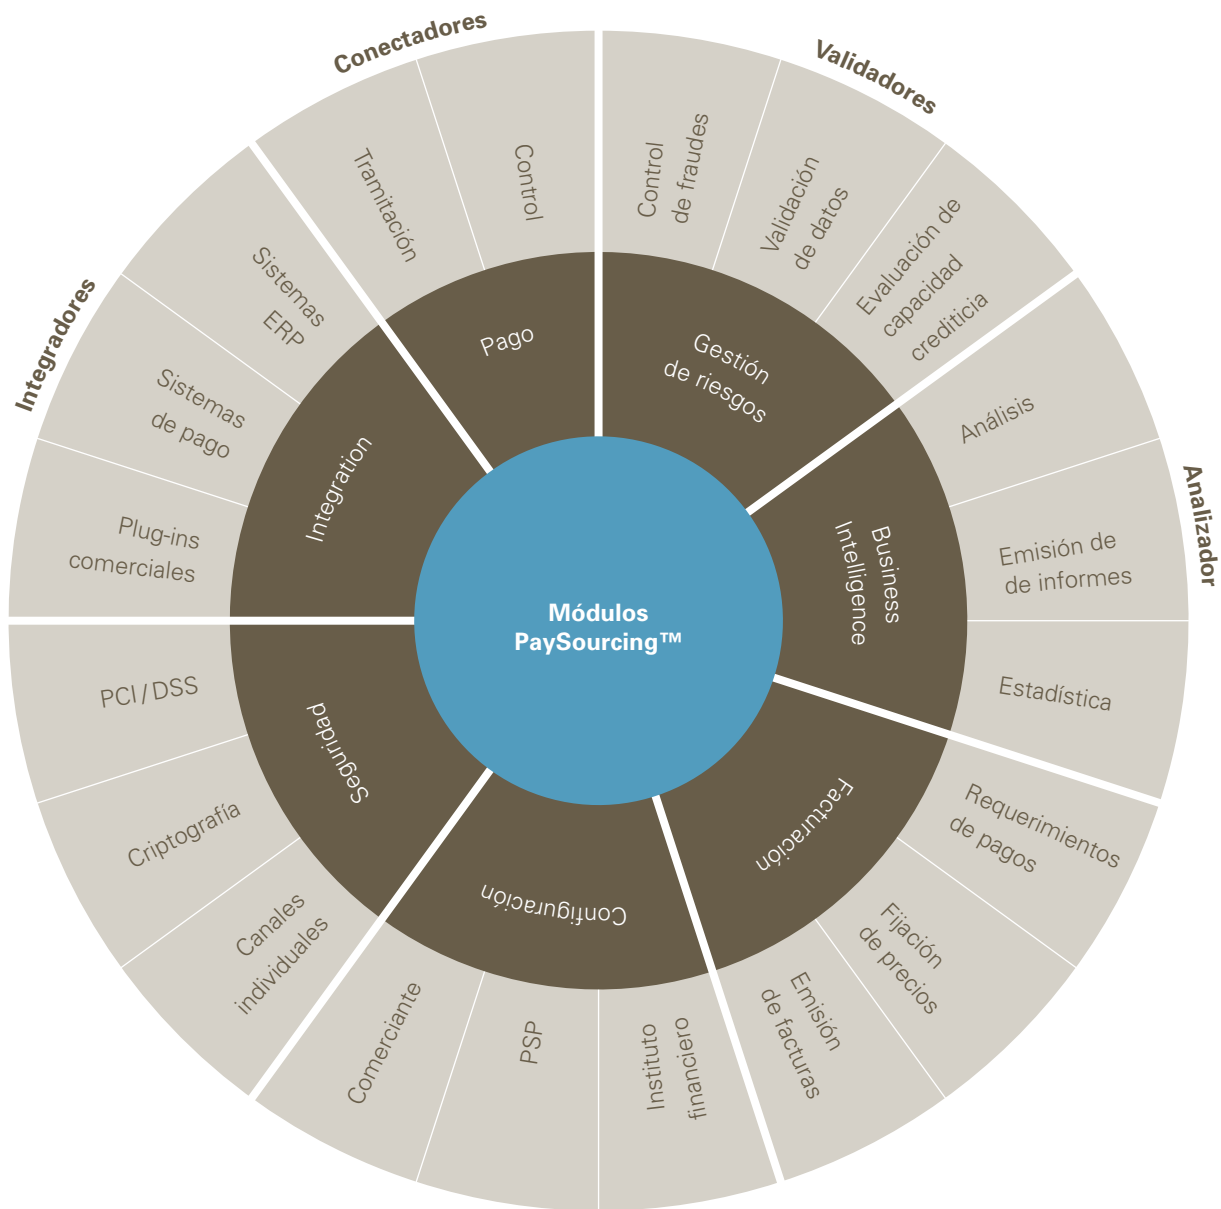 Conectadores
Validadores
Analizador
Integradores
Módulos
PaySourcing™
Pago
Tramitación
Control
Gestión
de riesgos
Control
de fraudes
Validación
de datos
Evaluación de
capacidad
crediticia
Business
Intelligence
Análisis
Emisión de
de informes
Estadística
Facturación
Requerimientos
de pagos
Fijación
de precios
Emisión
de facturas
Configuración
Instituto
financiero
PSP
Comerciante
Seguridad
Canales
individuales
Criptografía
PCI/DSS
Integration
Plug-ins
comerciales
Sistemas
de pago
Sistemas
ERP